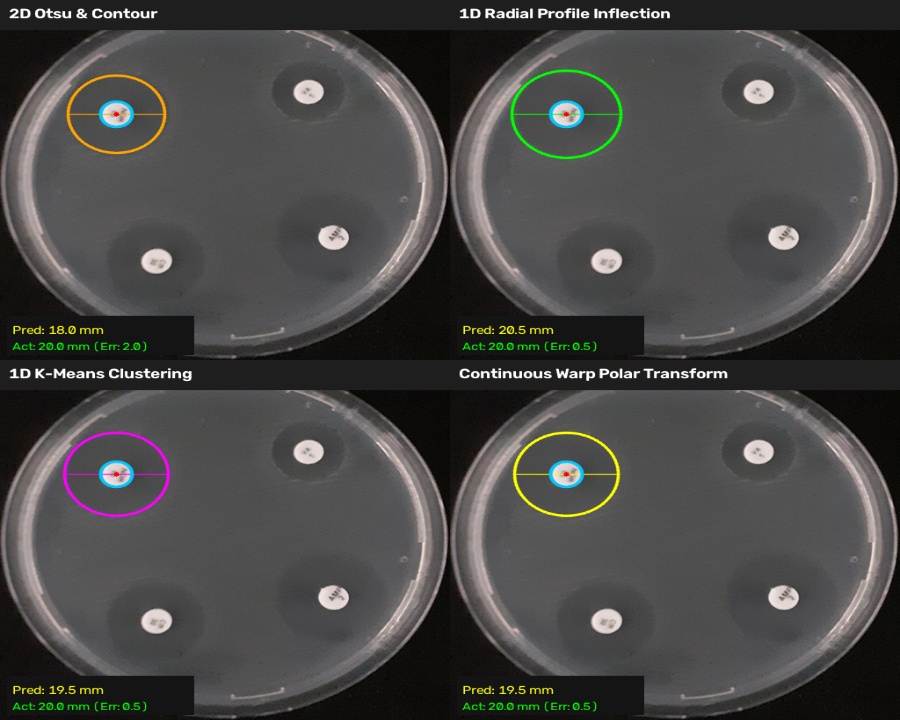 2D Otsu & Contour
Pred: 18.0 mm
Act: 20.0 mm (Err: 2.0)
1D Radial Profile Inflection
Pred: 20.5 mm
Act: 20.0 mm (Err: 0.5)
1D K-Means Clustering
Pred: 19.5 mm
Act: 20.0 mm (Err: 0.5)
Continuous Warp Polar Transform
Pred: 19.5 mm
Act: 20.0 mm (Err: 0.5)